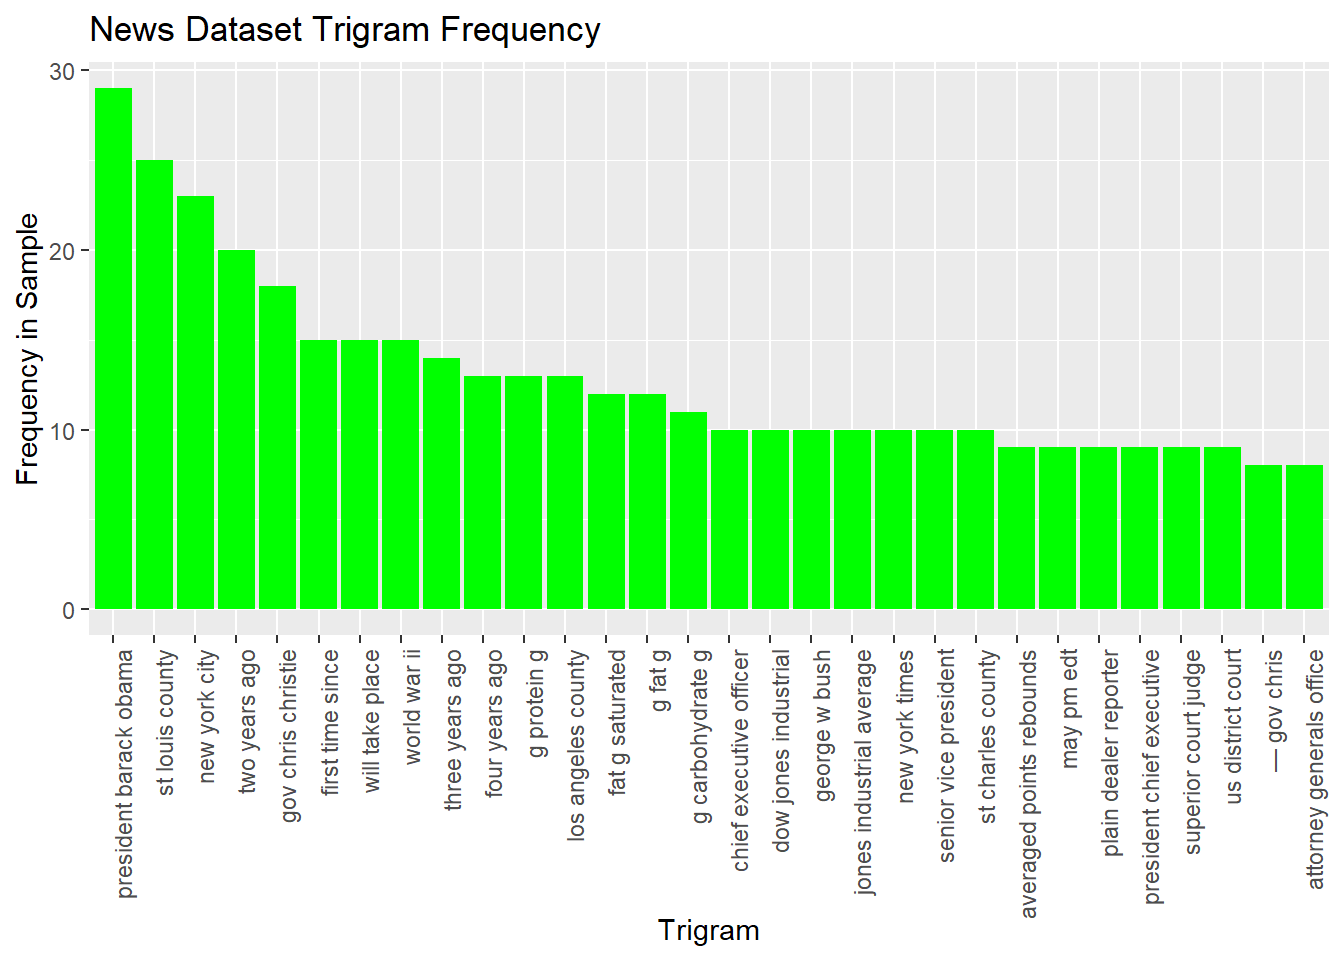 News Dataset Trigram Frequency
Frequency in Sample
30
20
10
0
president barack obama
st louis county
new york city
two years ago
gov chris christie
first time since
will take place
world war ii
three years ago
four years ago
g protein g
los angeles county
fat g saturated
g fat g
g carbohydrate g
chief executive officer
dow jones industrial
george w bush
jones industrial average
new york times
senior vice president
st charles county
averaged points rebounds
may pm edt
plain dealer reporter
president chief executive
superior court judge
us district court
— gov chris
attorney generals office
Trigram